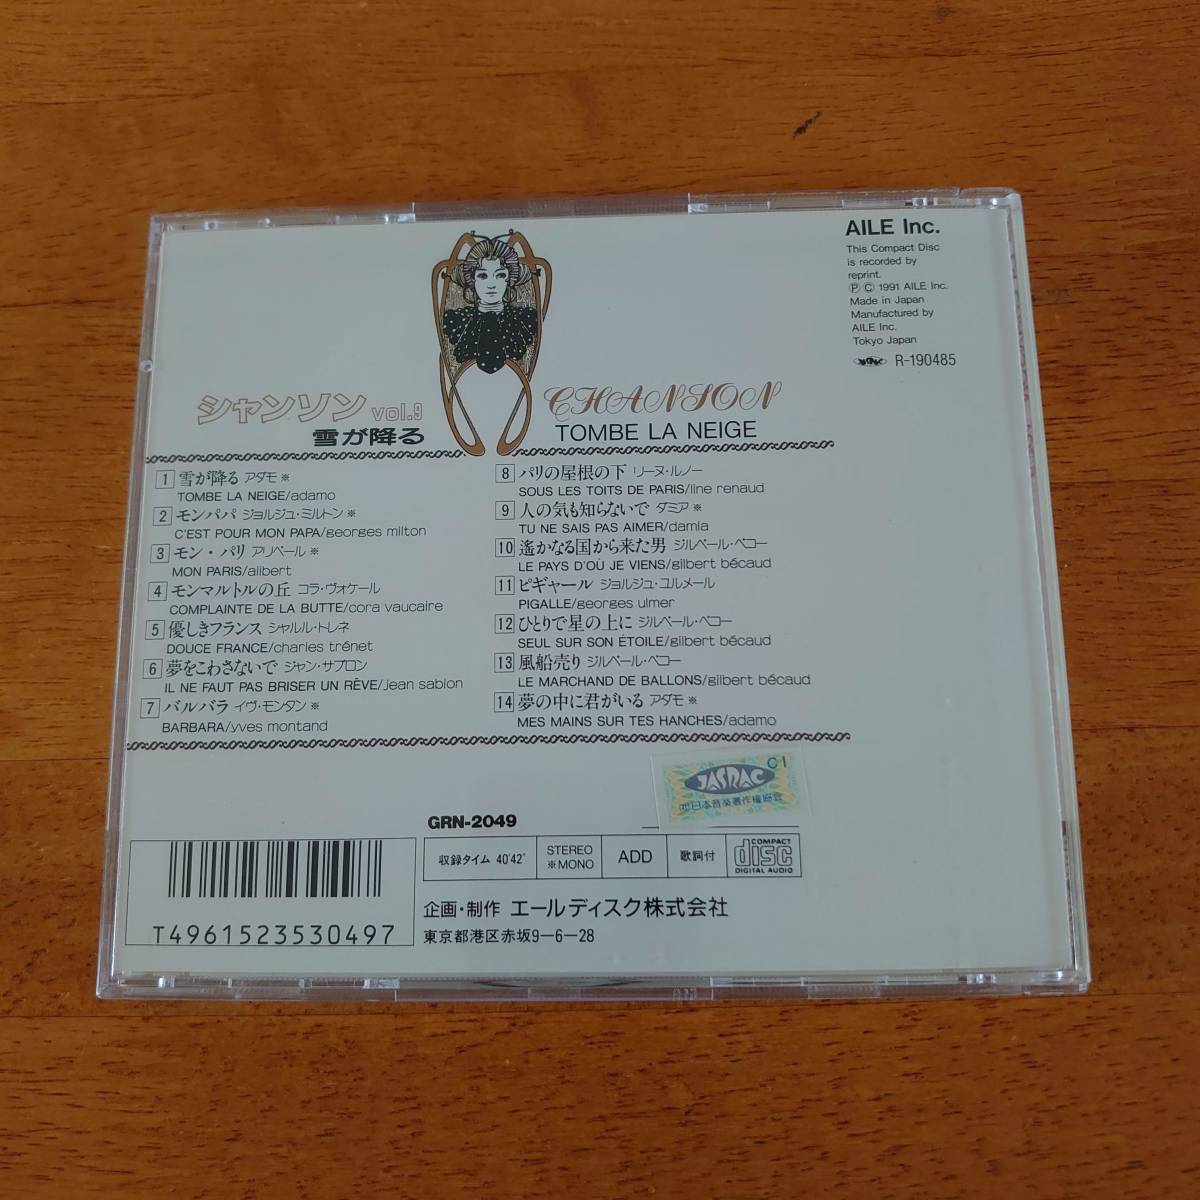 AILE Inc.
This Compact Disc
is recorded by
reprint.
Ⓟ Ⓒ 1991 AILE Inc.
Made in Japan
Manufactured by
AILE Inc.
Tokyo Japan
R-190485
シャンソン vol.9
雪が降る
CHANSON
TOMBE LA NEIGE
1 雪が降る アダモ ※
TOMBE LA NEIGE/adamo
2 モンパパ ジョルジュ・ミルトン ※
C'EST POUR MON PAPA/georges milton
3 モン・パリ アリベール ※
MON PARIS/alibert
4 モンマルトルの丘 コラ・ヴォケール
COMPLAINTE DE LA BUTTE/cora vaucaire
5 優しきフランス シャルル・トレネ
DOUCE FRANCE/charles trénet
6 夢をこわさないで ジャン・サブロン
IL NE FAUT PAS BRISER UN RÊVE/jean sablon
7 バルバラ イヴ・モンタン ※
BARBARA/yves montand
8 パリの屋根の下 リーヌ・ルノー
SOUS LES TOITS DE PARIS/line renaud
9 人の気も知らないで ダミア ※
TU NE SAIS PAS AIMER/damia
10 遙かなる国から来た男 ジルベール・ベコー
LE PAYS D'OÙ JE VIENS/gilbert bécaud
11 ピギャール ジョルジュ・ユルメール
PIGALLE/georges ulmer
12 ひとりで星の上に ジルベール・ベコー
SEUL SUR SON ÉTOILE/gilbert bécaud
13 風船売り ジルベール・ベコー
LE MARCHAND DE BALLONS/gilbert bécaud
14 夢の中に君がいる アダモ ※
MES MAINS SUR TES HANCHES/adamo
C1
JASRAC
㈳日本音楽著作権協会
GRN-2049
収録タイム 40'42"
STEREO
※MONO
ADD
歌詞付
COMPACT
disc
DIGITAL AUDIO
企画・制作 エールディスク株式会社
東京都港区赤坂9−6−28
T4961523530497